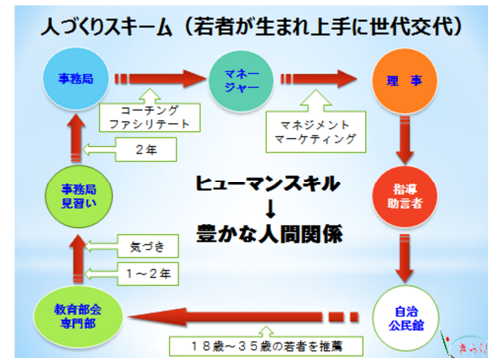 人づくりスキーム（若者が生まれ上手に世代交代）
事務局
マネー
ジャー
理　事
コーチング
ファシリテート
マネジメント
マーケティング
２年
事務局
見習い
ヒューマンスキル
↓
豊かな人間関係
指導
助言者
気づき
１～２年
教育部会
専門部
自治
公民館
１８歳～３５歳の若者を推薦